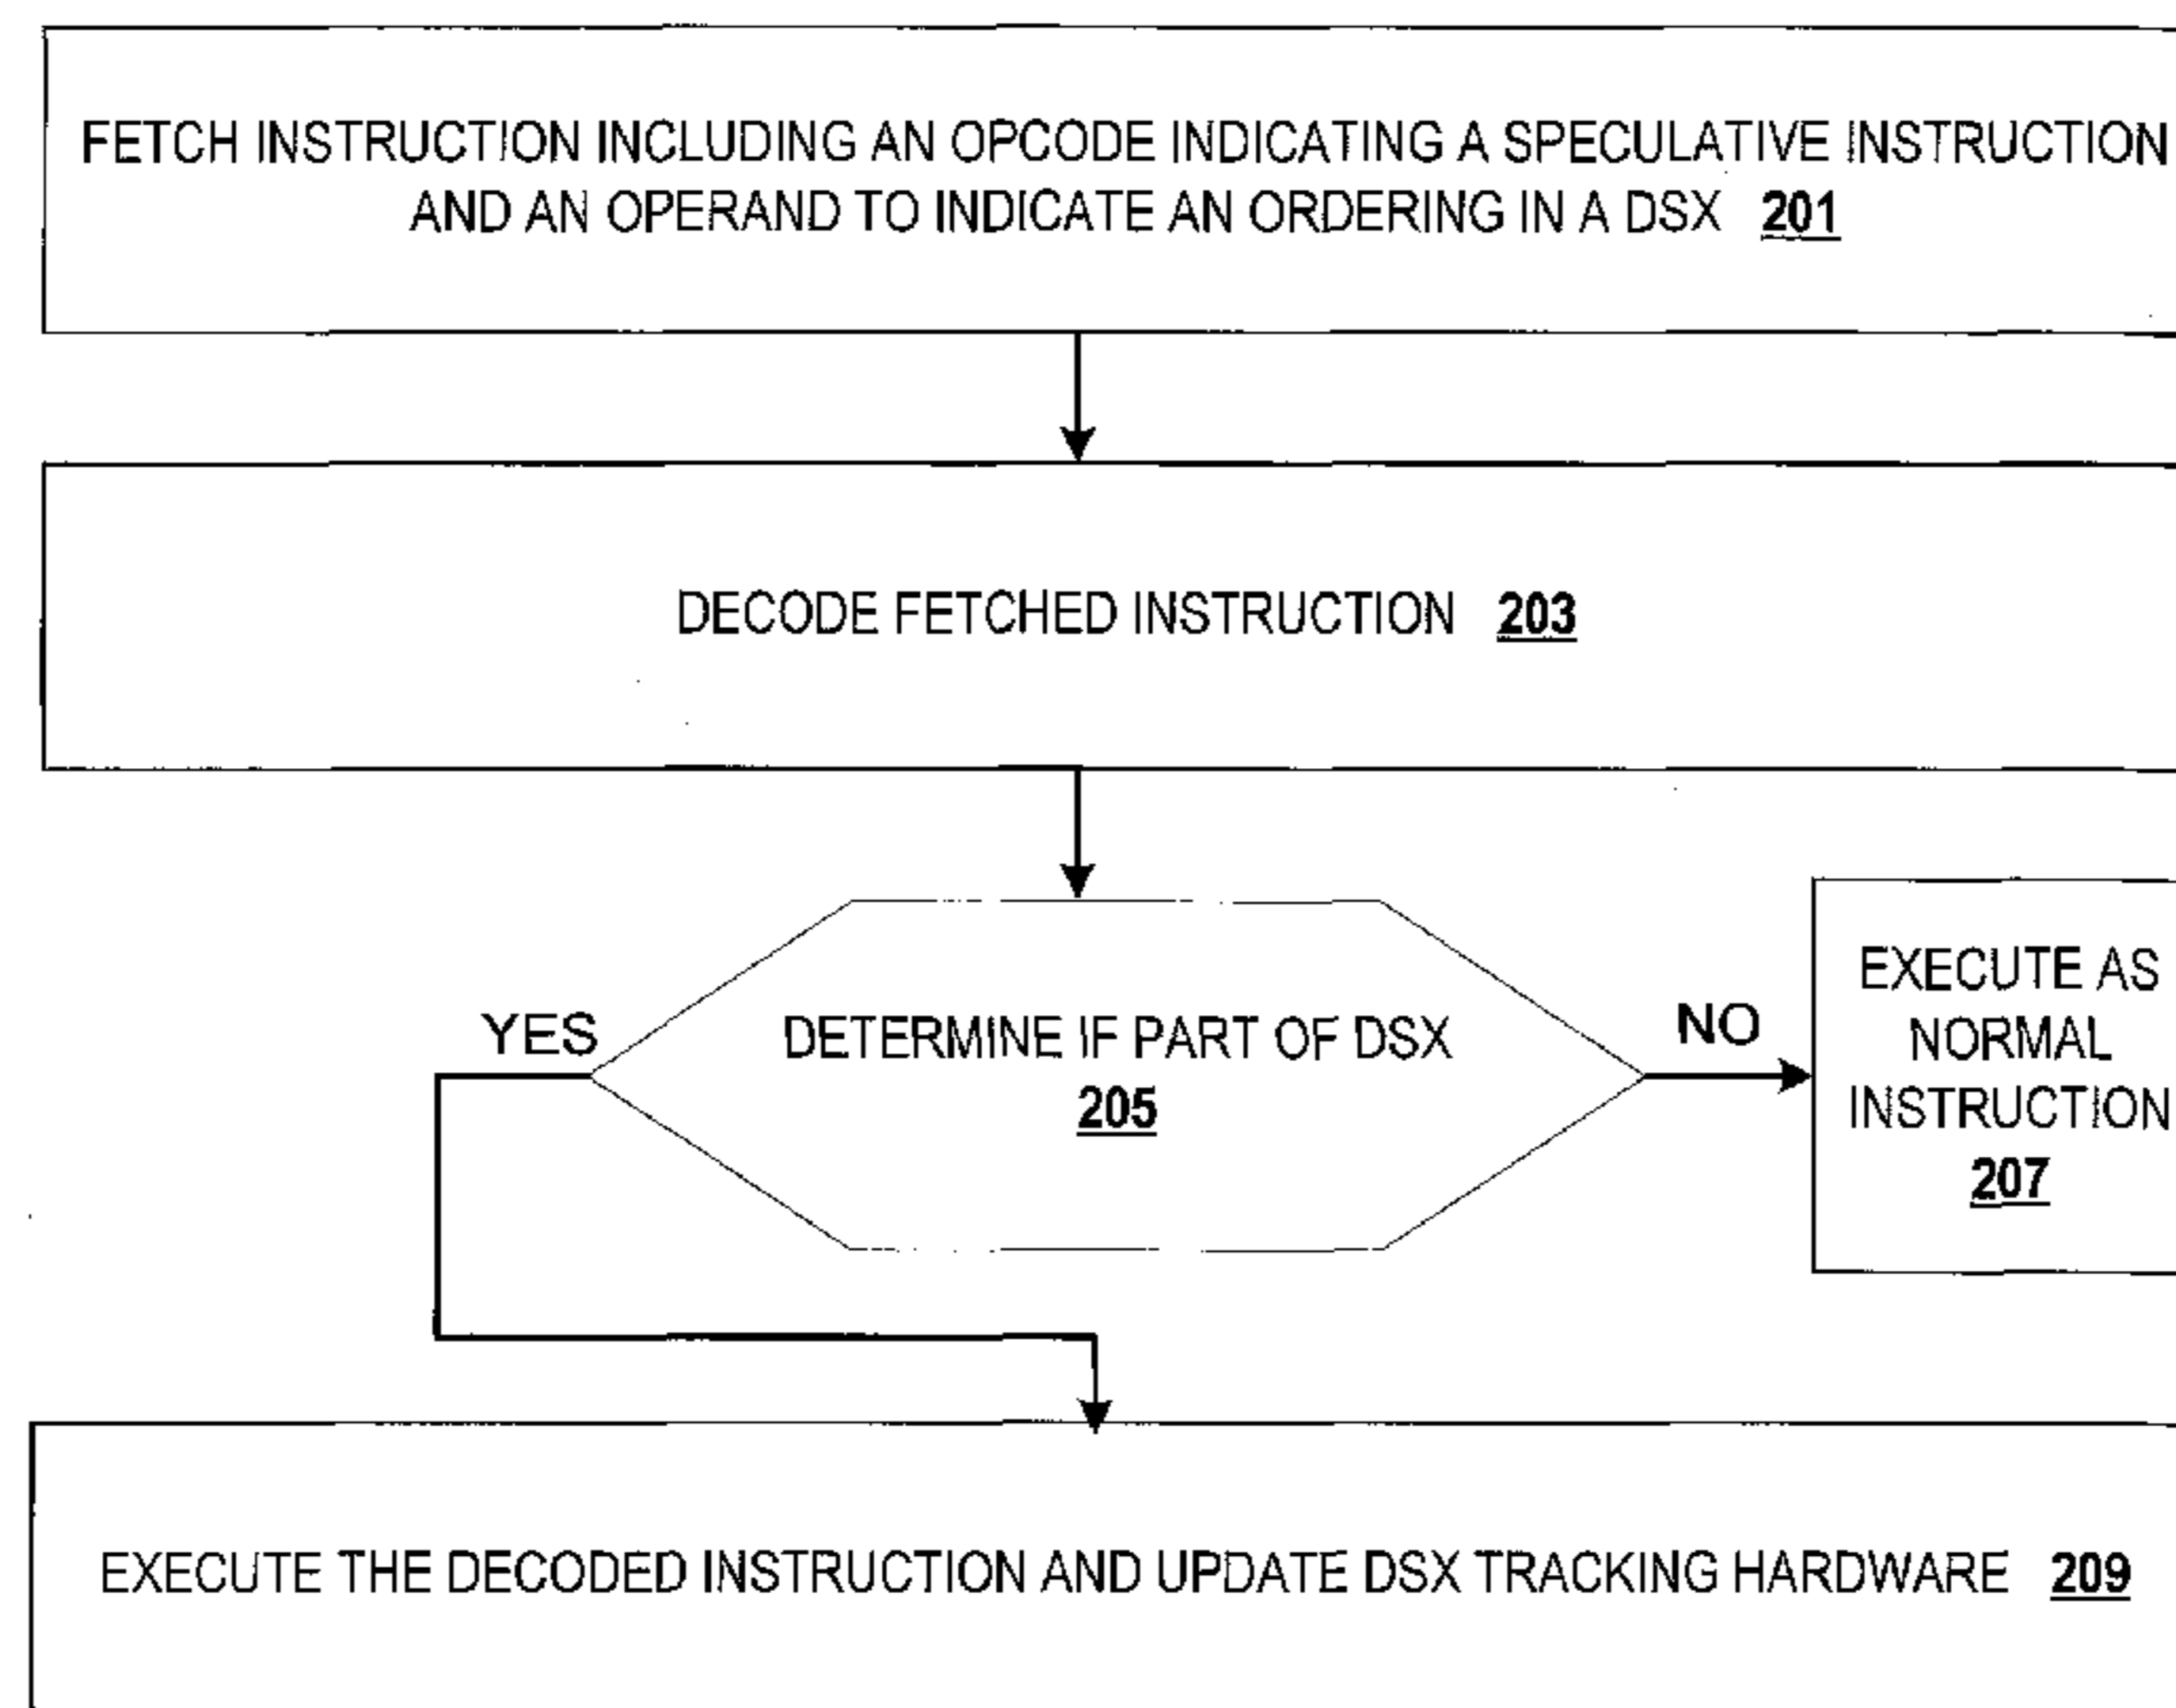 FETCH INSTRUCTION INCLUDING AN OPCODE INDICATING A SPECULATIVE INSTRUCTION
AND AN OPERAND TO INDICATE AN ORDERING IN A DSX 201
DECODE FETCHED INSTRUCTION 203
YES
DETERMINE IF PART OF DSX
205
NO
EXECUTE AS
NORMAL
INSTRUCTION
207
EXECUTE THE DECODED INSTRUCTION AND UPDATE DSX TRACKING HARDWARE 209